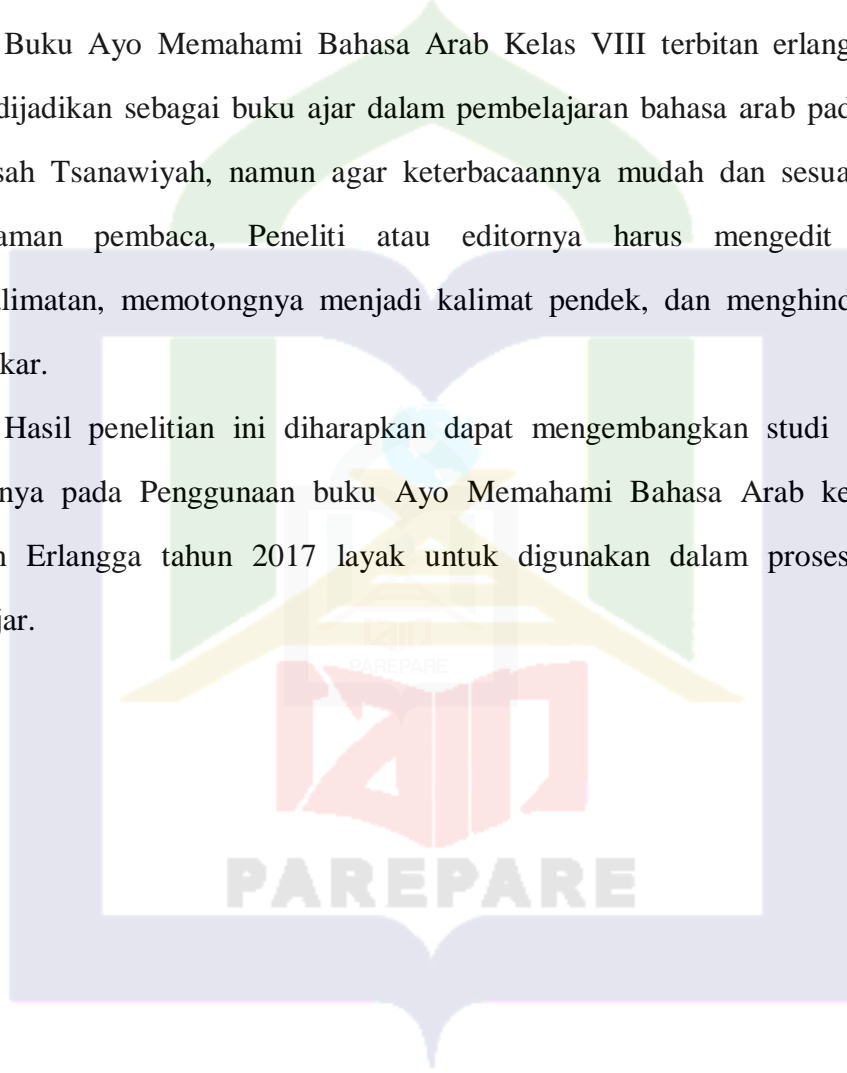 Buku Ayo Memahami Bahasa Arab Kelas VIII terbitan erlang
dijadikan sebagai buku ajar dalam pembelajaran bahasa arab pad
sah Tsanawiyah, namun agar keterbacaannya mudah dan sesua
aman pembaca, Peneliti atau editornya harus mengedit
limatan, memotongnya menjadi kalimat pendek, dan menghind
kar.
Hasil penelitian ini diharapkan dapat mengembangkan studi
nya pada Penggunaan buku Ayo Memahami Bahasa Arab ke
n Erlangga tahun 2017 layak untuk digunakan dalam proses
jar.
iain
PAREPARE
iain
PAREPARE